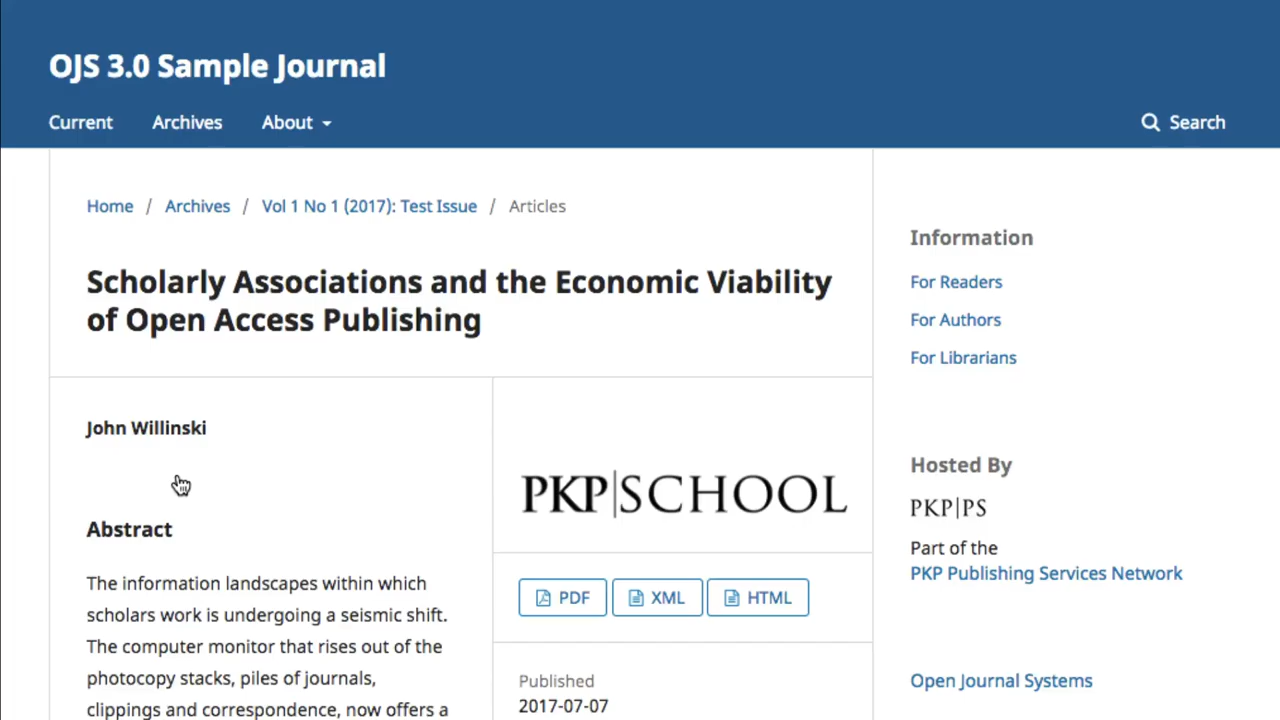 OJS 3.0 Sample Journal
Current Archives About Search
Home / Archives / Vol 1 No 1 (2017): Test Issue / Articles
Scholarly Associations and the Economic Viability
of Open Access Publishing
John Willinski
Abstract
The information landscapes within which
scholars work is undergoing a seismic shift.
The computer monitor that rises out of the
photocopy stacks, piles of journals,
clippings and correspondence, now offers a
PKP|SCHOOL
PDF XML HTML
Published
2017-07-07
Information
For Readers
For Authors
For Librarians
Hosted By
PKP|PS
Part of the
PKP Publishing Services Network
Open Journal Systems